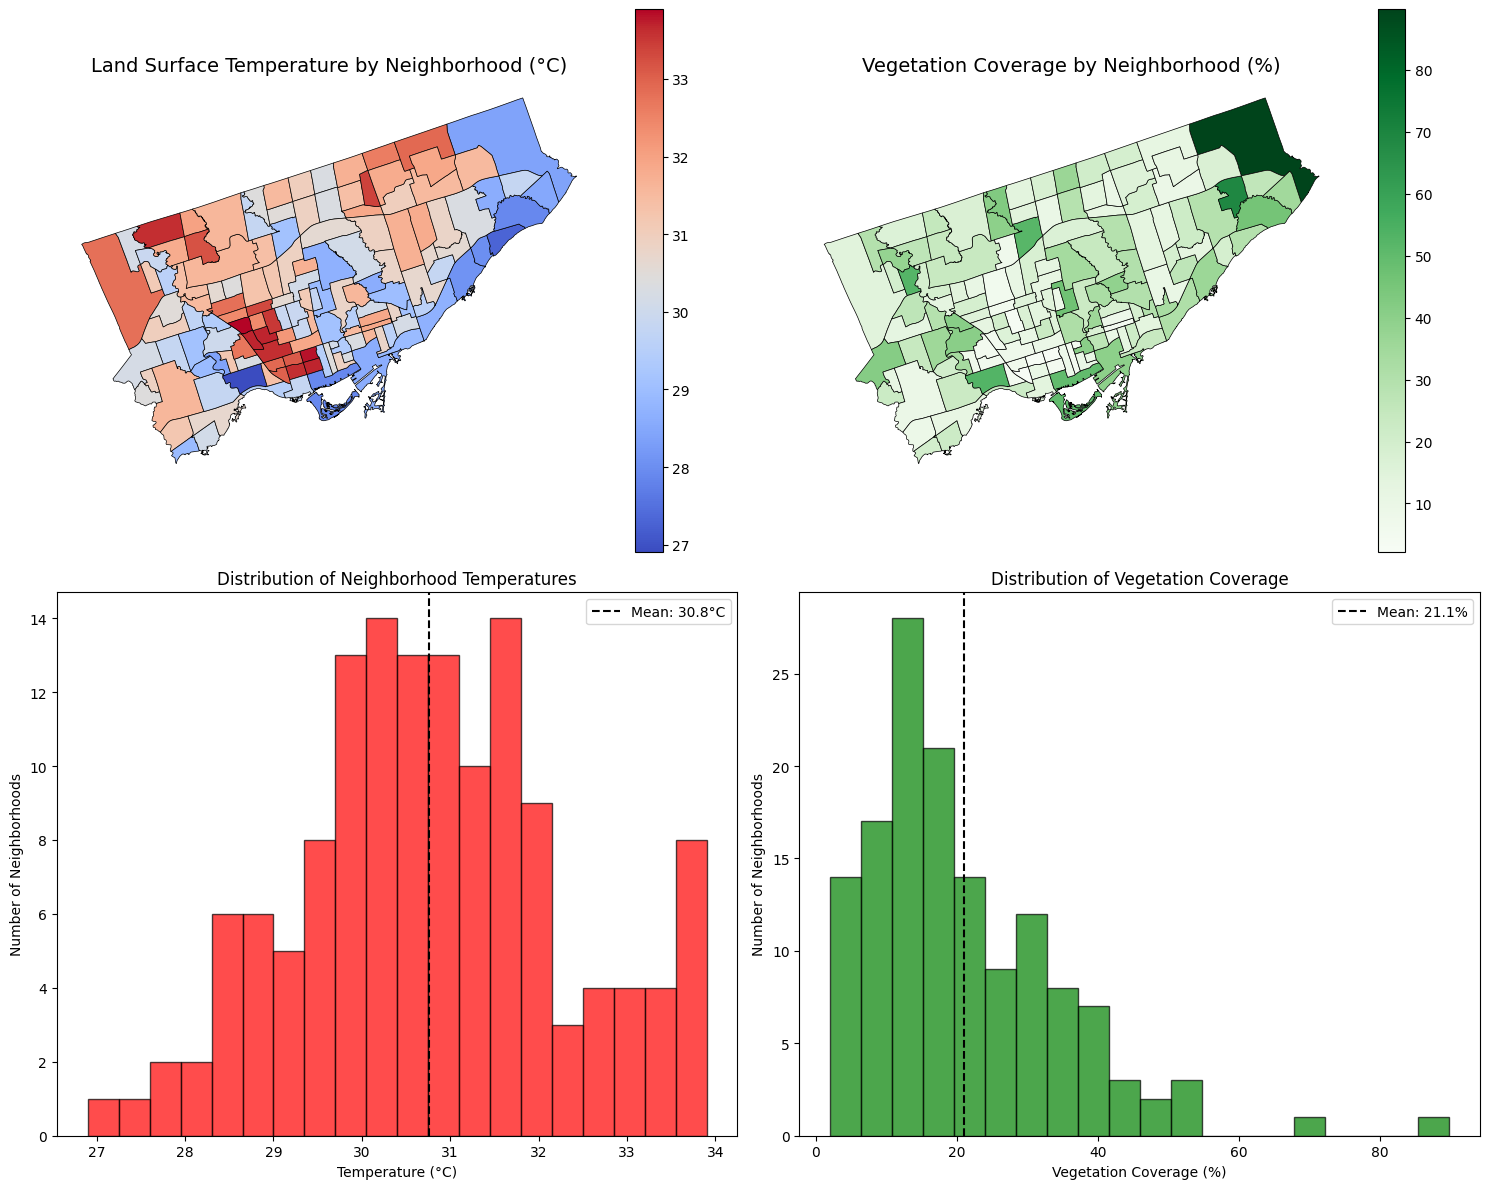 Land Surface Temperature by Neighborhood (°C)
33
32
31
30
29
28
27
Vegetation Coverage by Neighborhood (%)
80
70
60
50
40
30
20
10
Distribution of Neighborhood Temperatures
Mean: 30.8°C
Number of Neighborhoods
14
12
10
8
6
4
2
0
27 28 29 30 31 32 33 34
Temperature (°C)
Distribution of Vegetation Coverage
Mean: 21.1%
Number of Neighborhoods
25
20
15
10
5
0
0 20 40 60 80
Vegetation Coverage (%)